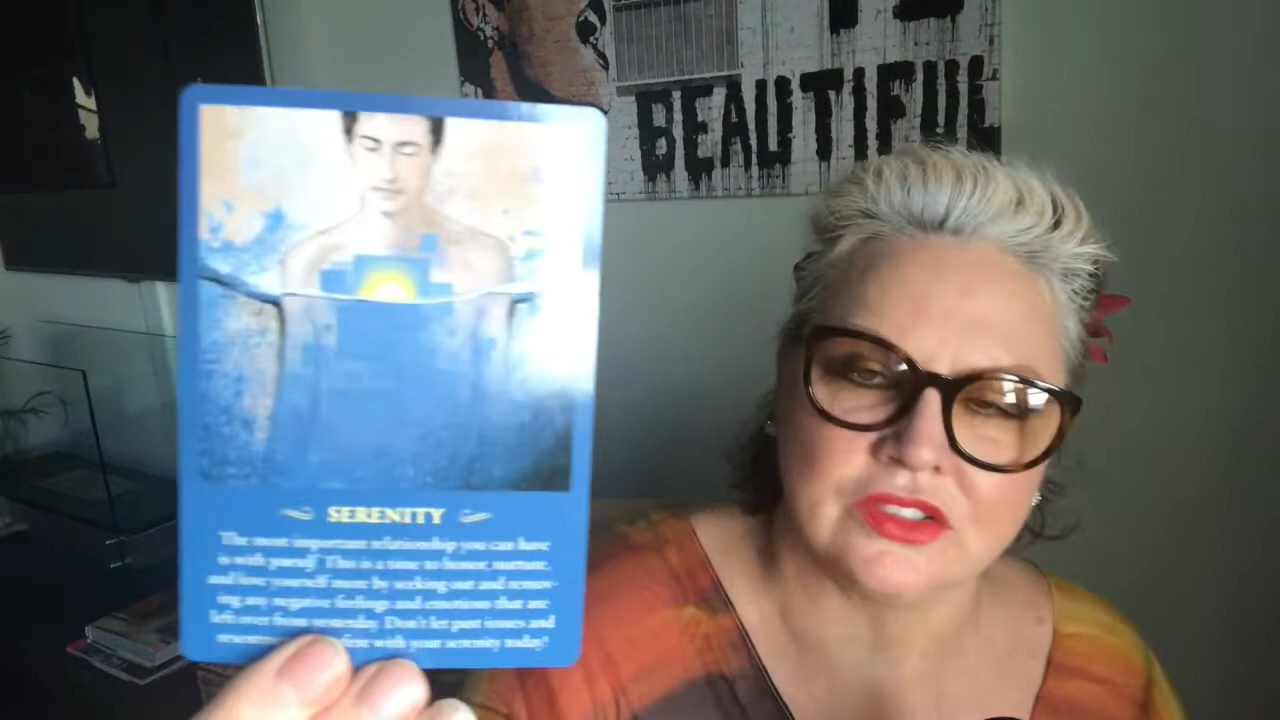 BEAUTIFUL
SERENITY
The most important relationship you can have
is with yourself! This is a time to honor, nurture,
and love yourself more by seeking out and remov-
ing any negative feelings and emotions that are
left over from yesterday. Don't let past issues and
with your serenity today!